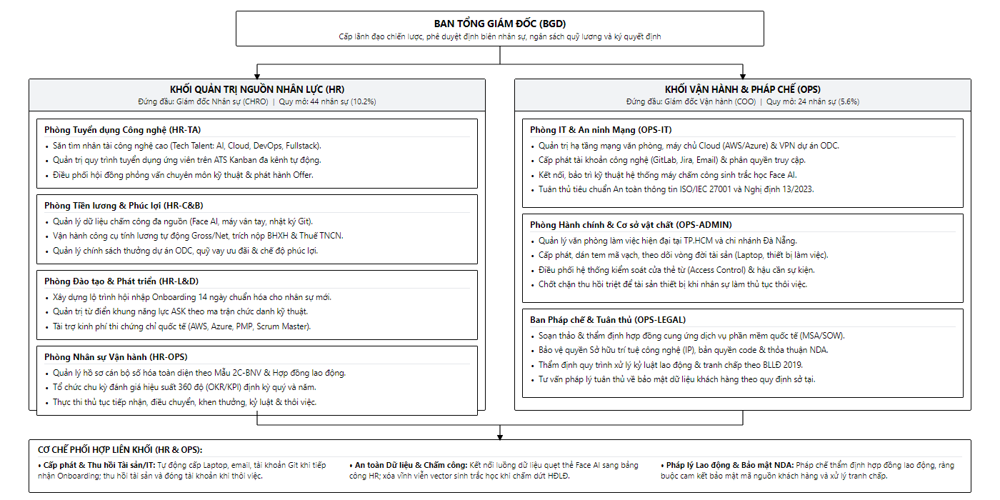 BAN TỔNG GIÁM ĐỐC (BGD)
Cấp lãnh đạo chiến lược, phê duyệt định biên nhân sự, ngân sách quỹ lương và ký quyết định
KHỐI QUẢN TRỊ NGUỒN NHÂN LỰC (HR)
Đứng đầu: Giám đốc Nhân sự (CHRO) | Quy mô: 44 nhân sự (10.2%)
Phòng Tuyển dụng Công nghệ (HR-TA)
• Săn tìm nhân tài công nghệ cao (Tech Talent: AI, Cloud, DevOps, Fullstack).
• Quản trị quy trình tuyển dụng ứng viên trên ATS Kanban đa kênh tự động.
• Điều phối hội đồng phỏng vấn chuyên môn kỹ thuật & phát hành Offer.
Phòng Tiền lương & Phúc lợi (HR-C&B)
• Quản lý dữ liệu chấm công đa nguồn (Face AI, máy vân tay, nhật ký Git).
• Vận hành công cụ tính lương tự động Gross/Net, trích nộp BHXH & Thuế TNCN.
• Quản lý chính sách thưởng dự án ODC, quỹ vay ưu đãi & chế độ phúc lợi.
Phòng Đào tạo & Phát triển (HR-L&D)
• Xây dựng lộ trình hội nhập Onboarding 14 ngày chuẩn hóa cho nhân sự mới.
• Quản trị từ điển khung năng lực ASK theo ma trận chức danh kỹ thuật.
• Tài trợ kinh phí thi chứng chỉ quốc tế (AWS, Azure, PMP, Scrum Master).
Phòng Nhân sự Vận hành (HR-OPS)
• Quản lý hồ sơ cán bộ số hóa toàn diện theo Mẫu 2C-BNV & Hợp đồng lao động.
• Tổ chức chu kỳ đánh giá hiệu suất 360 độ (OKR/KPI) định kỳ quý và năm.
• Thực thi thủ tục tiếp nhận, điều chuyển, khen thưởng, kỷ luật & thôi việc.
KHỐI VẬN HÀNH & PHÁP CHẾ (OPS)
Đứng đầu: Giám đốc Vận hành (COO) | Quy mô: 24 nhân sự (5.6%)
Phòng IT & An ninh Mạng (OPS-IT)
• Quản trị hạ tầng mạng văn phòng, máy chủ Cloud (AWS/Azure) & VPN dự án ODC.
• Cấp phát tài khoản công nghệ (GitLab, Jira, Email) & phân quyền truy cập.
• Kết nối, bảo trì kỹ thuật hệ thống máy chấm công sinh trắc học Face AI.
• Tuân thủ tiêu chuẩn An toàn thông tin ISO/IEC 27001 và Nghị định 13/2023.
Phòng Hành chính & Cơ sở vật chất (OPS-ADMIN)
• Quản lý văn phòng làm việc hiện đại tại TP.HCM và chi nhánh Đà Nẵng.
• Cấp phát, dán tem mã vạch, theo dõi vòng đời tài sản (Laptop, thiết bị làm việc).
• Điều phối hệ thống kiểm soát cửa thẻ từ (Access Control) & hậu cần sự kiện.
• Chốt chặn thu hồi triệt để tài sản thiết bị khi nhân sự làm thủ tục thôi việc.
Ban Pháp chế & Tuân thủ (OPS-LEGAL)
• Soạn thảo & thẩm định hợp đồng cung ứng dịch vụ phần mềm quốc tế (MSA/SOW).
• Bảo vệ quyền Sở hữu trí tuệ công nghệ (IP), bản quyền code & thỏa thuận NDA.
• Thẩm định quy trình xử lý kỷ luật lao động & tranh chấp theo BLLĐ 2019.
• Tư vấn pháp lý tuân thủ về bảo mật dữ liệu khách hàng theo quy định sở tại.
CƠ CHẾ PHỐI HỢP LIÊN KHỐI (HR & OPS):
• Cấp phát & Thu hồi Tài sản/IT: Tự động cấp Laptop, email, tài khoản Git khi tiếp
nhận Onboarding; thu hồi tài sản và đóng tài khoản khi thôi việc.
• An toàn Dữ liệu & Chấm công: Kết nối luồng dữ liệu quẹt thẻ Face AI sang bảng
công HR; xóa vĩnh viễn vector sinh trắc học khi chấm dứt HĐLĐ.
• Pháp lý Lao động & Bảo mật NDA: Pháp chế thẩm định hợp đồng lao động, ràng
buộc cam kết bảo mật mã nguồn khách hàng và xử lý tranh chấp.